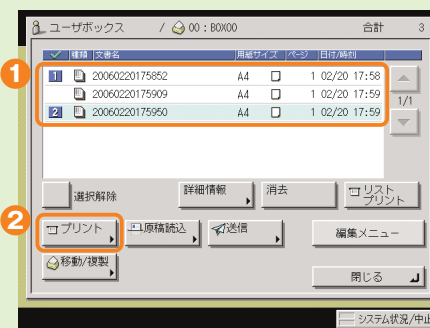 ユーザボックス / 00 : BOX00 合計 3
種類 文書名 用紙サイズ ページ 日付/時刻
1
1 20060220175852 A4 1 02/20 17:58
20060220175909 A4 1 02/20 17:59
1/1
2 20060220175950 A4 1 02/20 17:59
選択解除 詳細情報 消去 リスト
プリント
2
プリント 原稿読込 送信 編集メニュー
移動/複製 閉じる
システム状況/中止